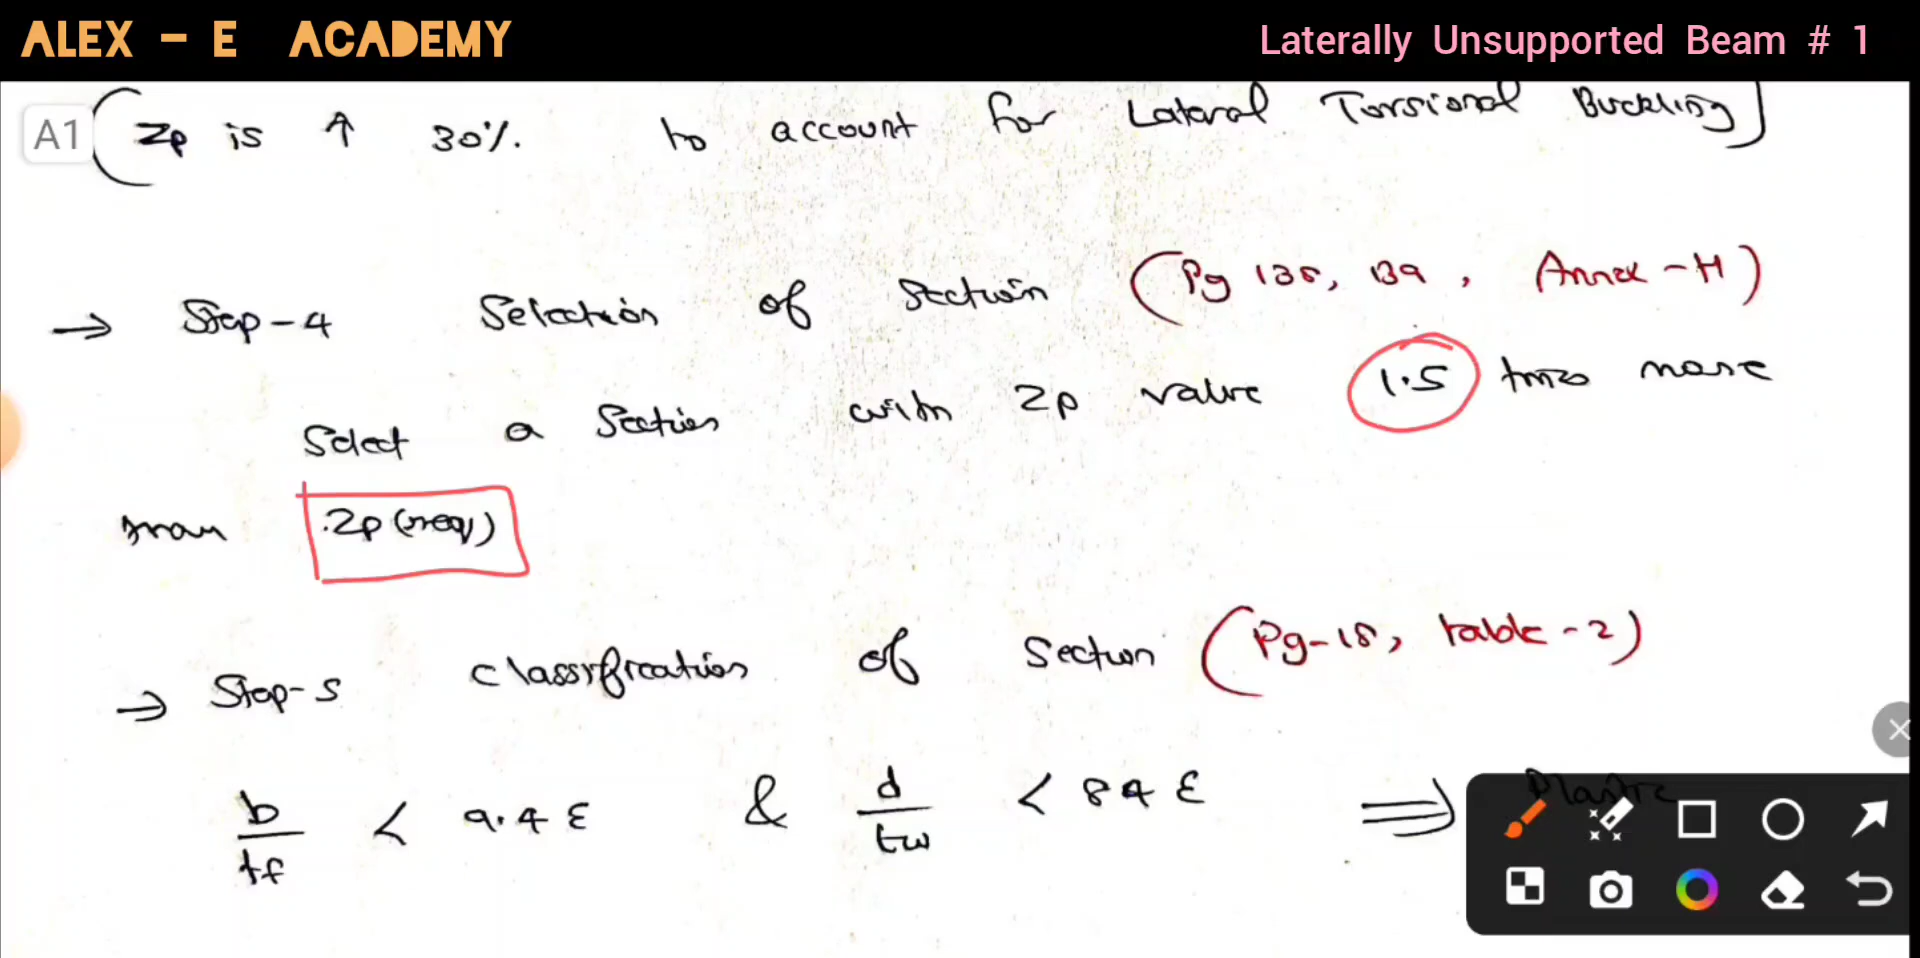 ALEX - E ACADEMY
Laterally Unsupported Beam # 1
A1
(Zp is ↑ 30%. to account for Lateral Torsional Buckling)
→ Step-4 Selection of Section (Pg 138, 139, Annex-H)
Select a Section with Zp value 1.5 times more
than Zp(req)
→ Step-5 classification of Section (Pg-18, table-2)
b/tf < 9.4 ε & d/tw < 84 ε ⇒ Plastic